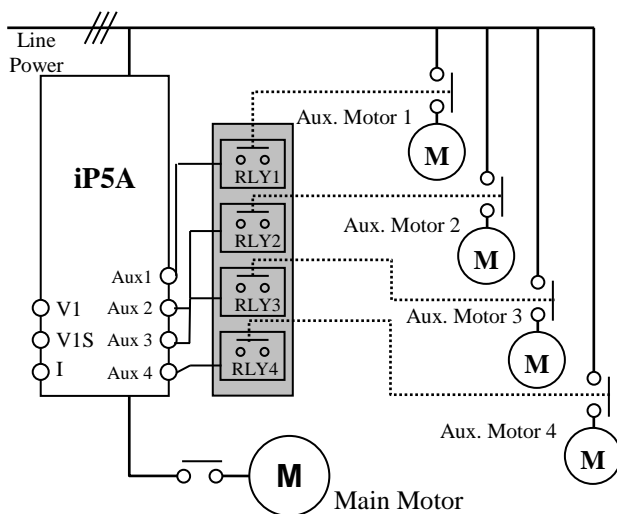 Line
Power
iP5A
Aux1
Aux 2
Aux 3
Aux 4
V1
V1S
I
RLY1
RLY2
RLY3
RLY4
Aux. Motor 1
M
Aux. Motor 2
M
Aux. Motor 3
M
Aux. Motor 4
M
M
Main Motor